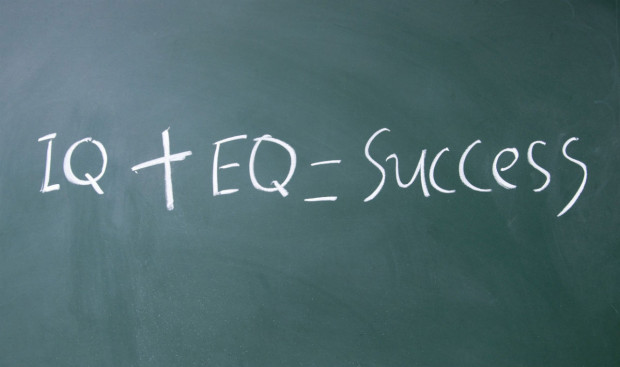 IQ + EQ = Success